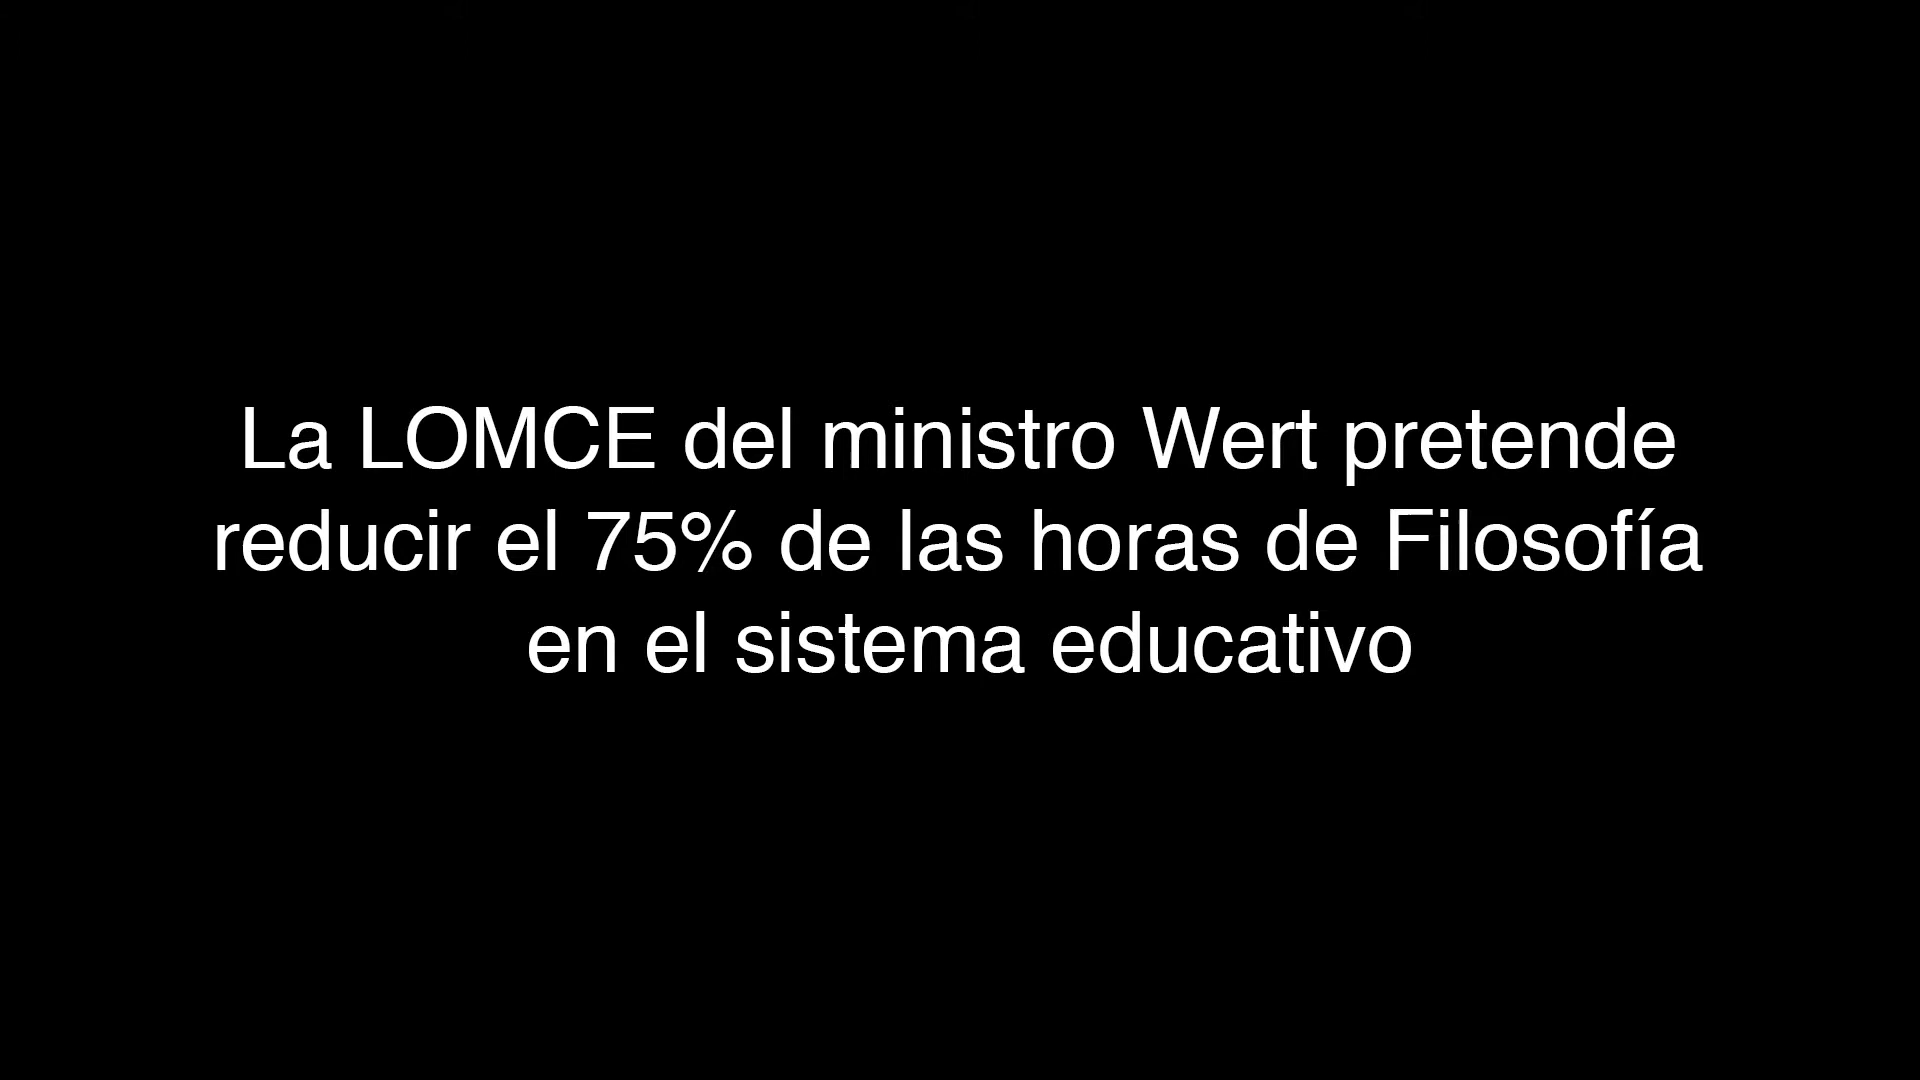 La LOMCE del ministro Wert pretende
reducir el 75% de las horas de Filosofía
en el sistema educativo